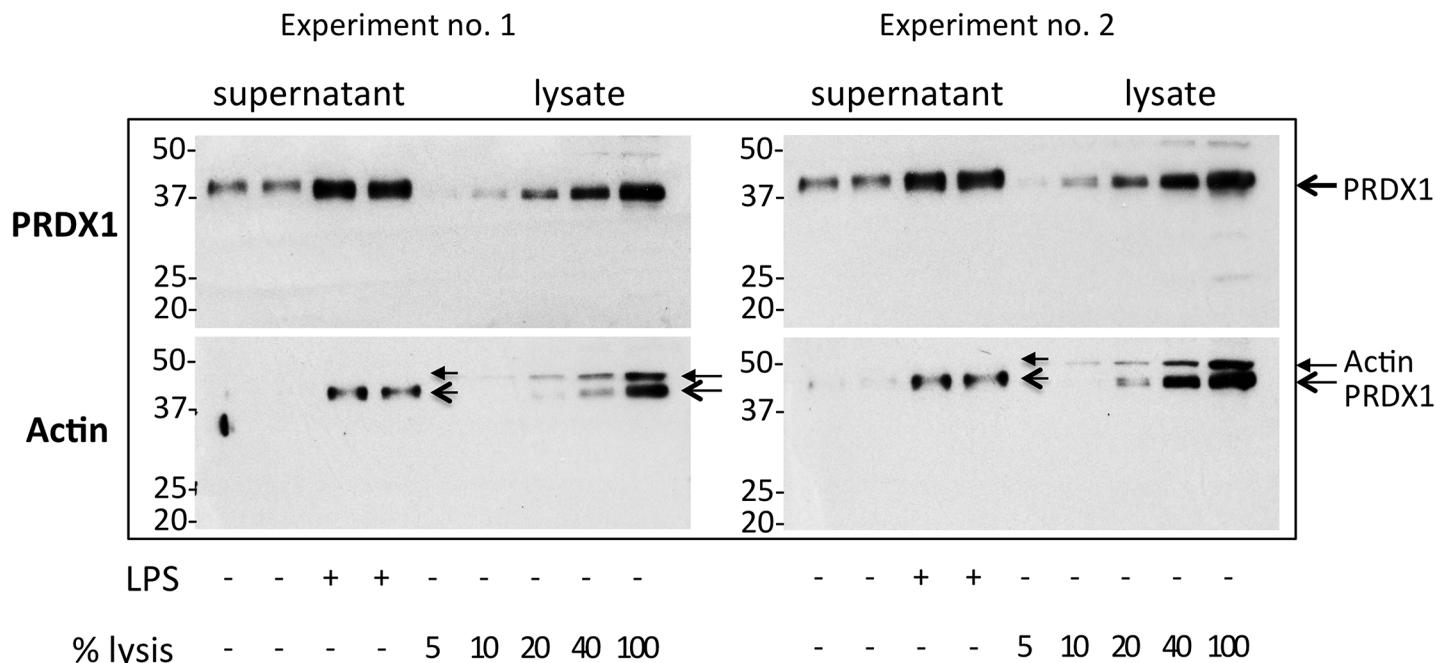 Experiment no. 1 Experiment no. 2
supernatant lysate supernatant lysate
50- 50-
37- 37- PRDX1
PRDX1
25- 25-
20- 20-
50- 50- Actin
37- 37- PRDX1
Actin
25- 25-
20- 20-
LPS - - + + - - - - - - - + + - - - - -
% lysis - - - - 5 10 20 40 100 - - - - 5 10 20 40 100